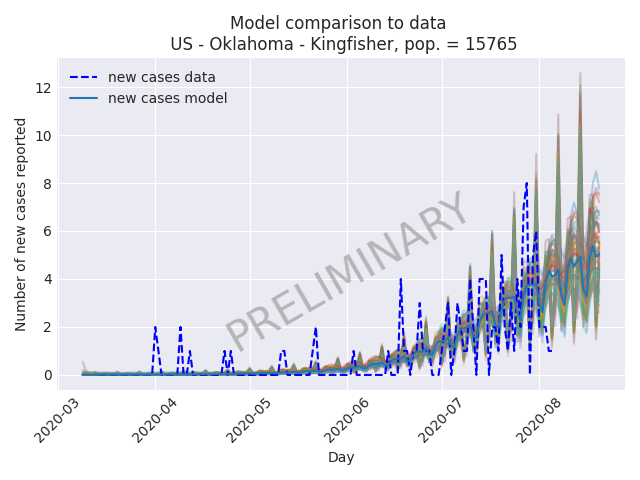 Model comparison to data
US - Oklahoma - Kingfisher, pop. = 15765
new cases data
new cases model
Number of new cases reported
12
10
8
6
4
2
0
PRELIMINARY
2020-03
2020-04
2020-05
2020-06
2020-07
2020-08
Day